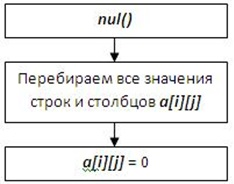 nul()
Перебираем все значения
строк и столбцов a[i][j]
a[i][j] = 0